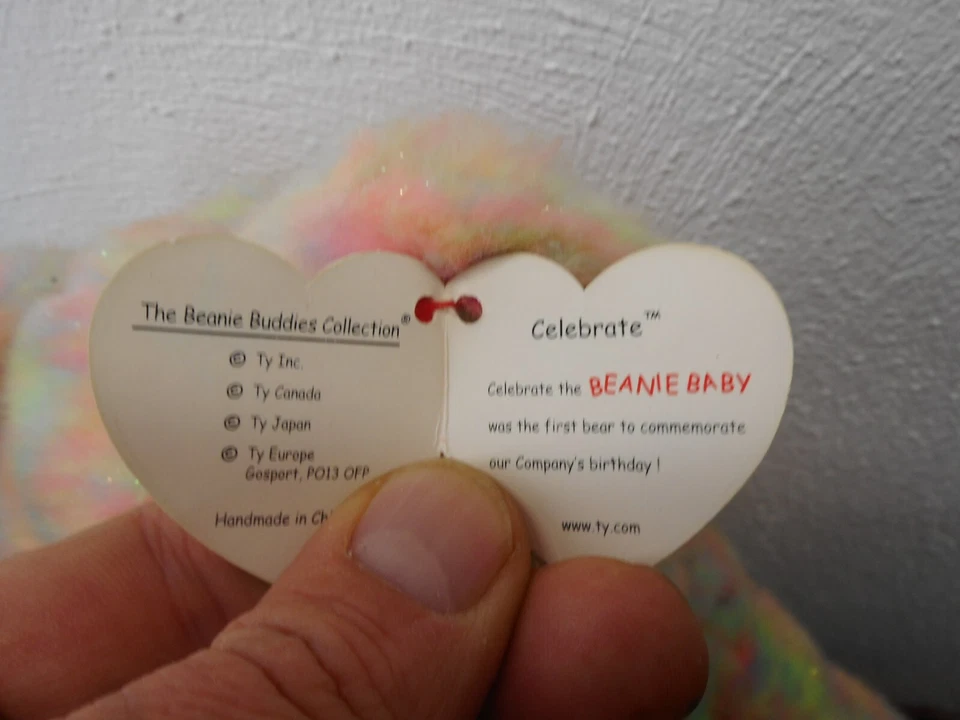 The Beanie Buddies Collection®
© Ty Inc.
© Ty Canada
© Ty Japan
© Ty Europe
Gosport, PO13 OFP
Handmade in
Celebrate™
Celebrate the BEANIE BABY
was the first bear to commemorate
our Company's birthday !
www.ty.com